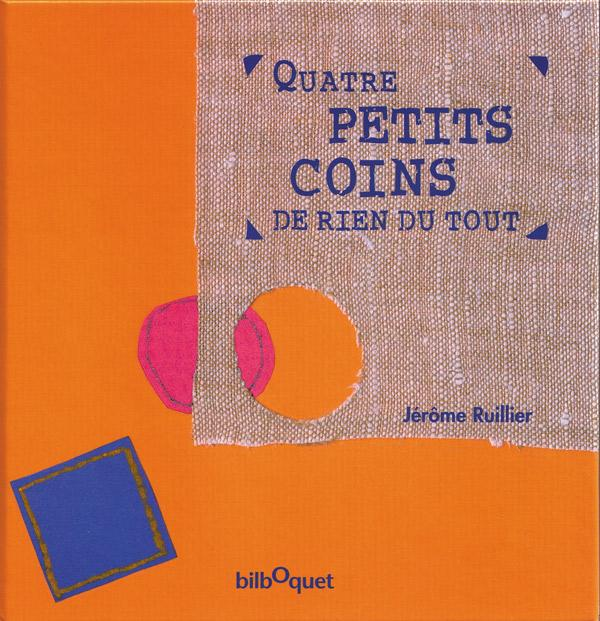 Quatre
petits
coins
de rien du tout
Jérôme Ruillier
bilbOquet